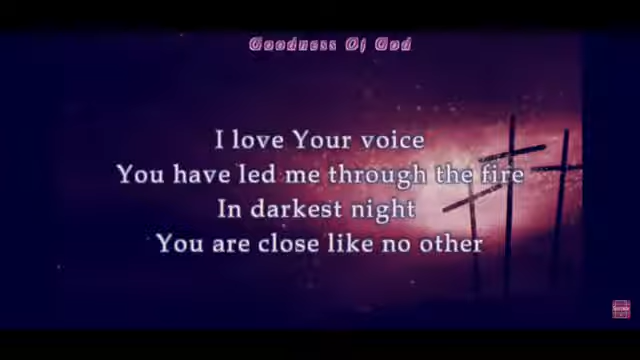 Goodness Of God
I love Your voice
You have led me through the fire
In darkest night
You are close like no other